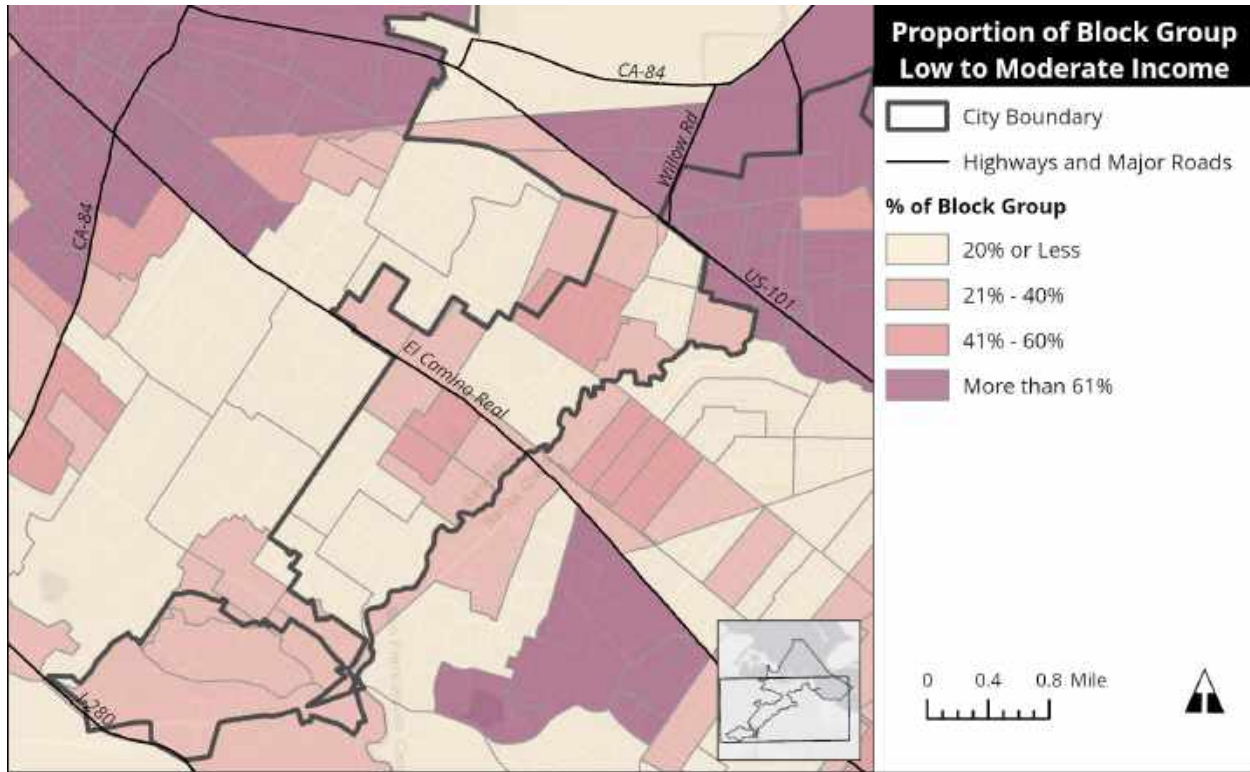 Proportion of Block Group
Low to Moderate Income
City Boundary
Highways and Major Roads
% of Block Group
20% or Less
21% - 40%
41% - 60%
More than 61%
0 0.4 0.8 Mile
CA-84
Willow Rd
CA-84
US-101
El Camino Real
I-280